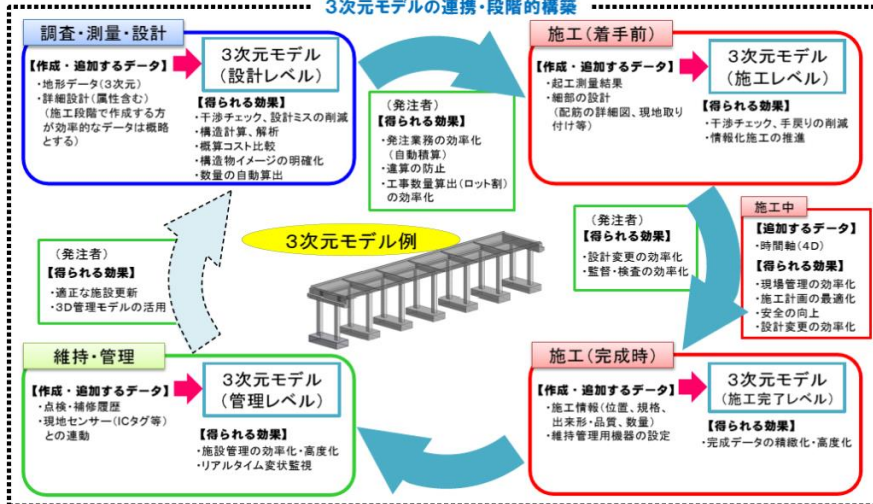 3次元モデルの連携・段階的構築
調査・測量・設計
【作成・追加するデータ】
・地形データ(3次元)
・詳細設計(属性含む)
(施工段階で作成する方
が効率的なデータは概略
とする)
3次元モデル
(設計レベル)
【得られる効果】
・干渉チェック、設計ミスの削減
・構造計算、解析
・概算コスト比較
・構造物イメージの明確化
・数量の自動算出
(発注者)
【得られる効果】
・発注業務の効率化
(自動積算)
・違算の防止
・工事数量算出(ロット割)
の効率化
施工(着手前)
【作成・追加するデータ】
・起工測量結果
・細部の設計
(配筋の詳細図、現地取り
付け等)
3次元モデル
(施工レベル)
【得られる効果】
・干渉チェック、手戻りの削減
・情報化施工の推進
(発注者)
【得られる効果】
・設計変更の効率化
・監督・検査の効率化
施工中
【追加するデータ】
・時間軸(4D)
【得られる効果】
・現場管理の効率化
・施工計画の最適化
・安全の向上
・設計変更の効率化
3次元モデル例
(発注者)
【得られる効果】
・適正な施設更新
・3D管理モデルの活用
維持・管理
【作成・追加するデータ】
・点検・補修履歴
・現地センサー(ICタグ等)
との連動
3次元モデル
(管理レベル)
【得られる効果】
・施設管理の効率化・高度化
・リアルタイム変状監視
施工(完成時)
【作成・追加するデータ】
・施工情報(位置、規格、
出来形・品質、数量)
・維持管理用機器の設定
3次元モデル
(施工完了レベル)
【得られる効果】
・完成データの精緻化・高度化